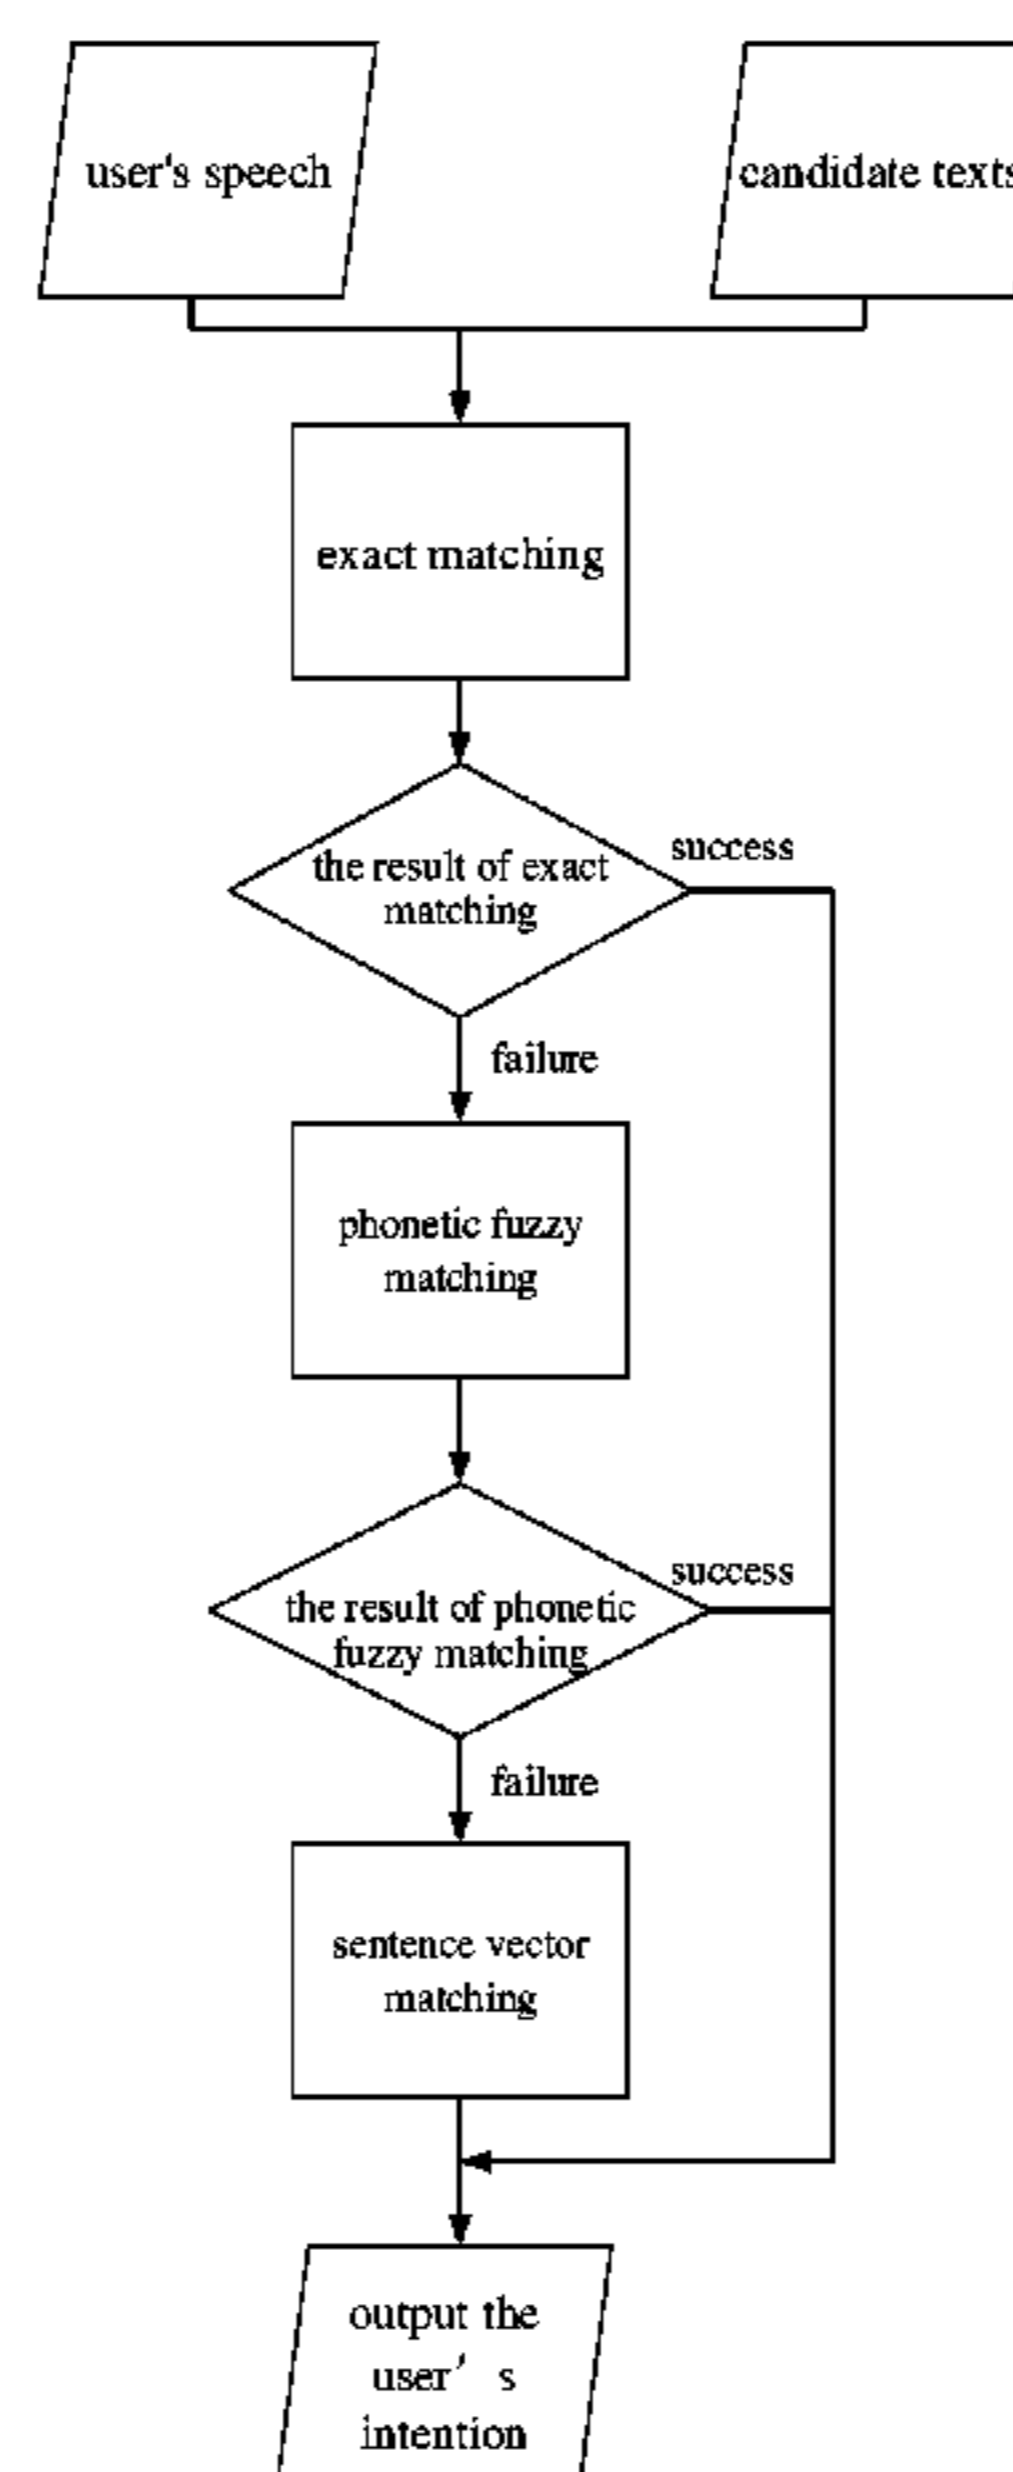 user's speech
candidate texts
exact matching
the result of exact
matching
success
failure
phonetic fuzzy
matching
the result of phonetic
fuzzy matching
success
failure
sentence vector
matching
output the
user’ s
intention